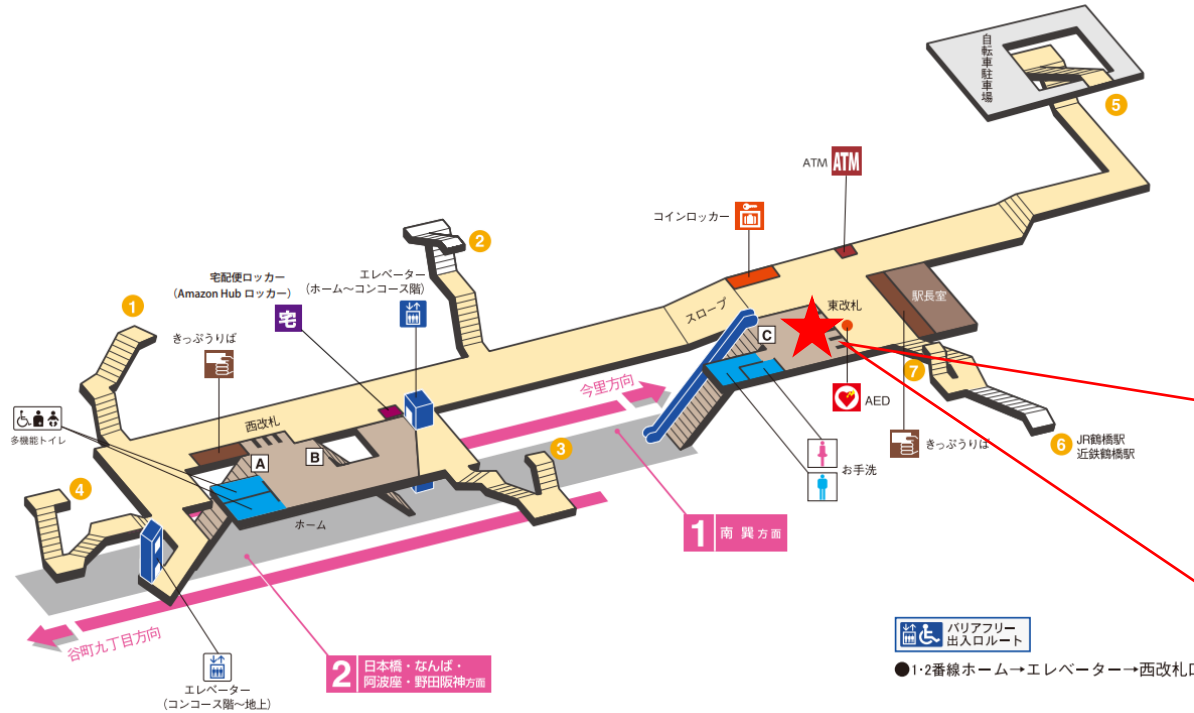 自転車駐車場
5
ATM ATM
コインロッカー
2
エレベーター
(ホーム～コンコース階)
宅配便ロッカー
(Amazon Hub ロッカー)
宅
1
きっぷうりば
スロープ
東改札
駅長室
C
7
AED
今里方向
多機能トイレ
西改札
A
B
3
お手洗
きっぷうりば
6
JR鶴橋駅
近鉄鶴橋駅
4
ホーム
1 南巽方面
谷町九丁目方向
2 日本橋・なんば・
阿波座・野田阪神方面
エレベーター
(コンコース階～地上)
バリアフリー
出入口ルート
●1･2番線ホーム→エレベーター→西改札口